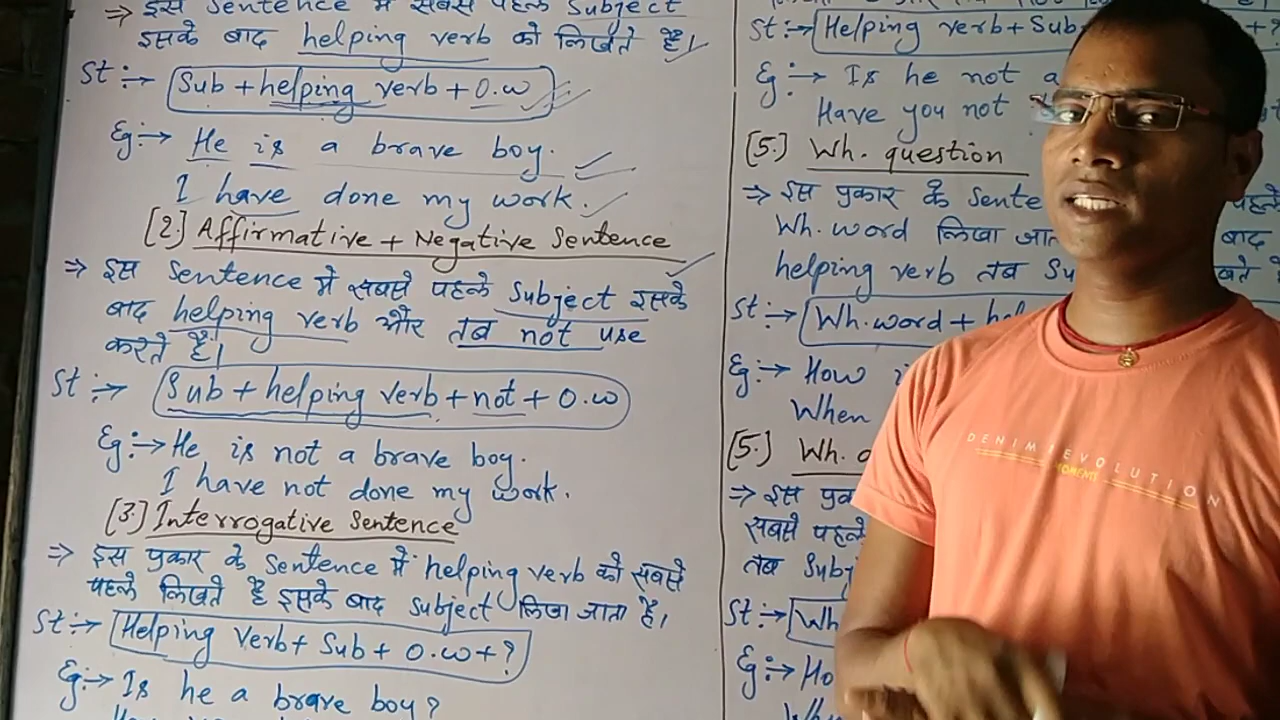 ⇒ इस Sentence में सबसे पहले Subject
इसके बाद helping verb को लिखते है।
St :→ Sub + helping verb + O.w
Eg :→ He is a brave boy.
I have done my work.
[2.] Affirmative + Negative Sentence
⇒ इस Sentence में सबसे पहले Subject इसके
बाद helping verb और तब not use
करते हैं।
St :→ Sub + helping verb + not + O.w
Eg :→ He is not a brave boy.
I have not done my work.
[3.] Interrogative Sentence
⇒ इस प्रकार के Sentence में helping verb को सबसे
पहले लिखते है इसके बाद subject लिखा जाता है।
St :→ Helping Verb + Sub + O.w + ?
Eg :→ Is he a brave boy?
St :→ Helping verb + Sub + ?
Eg :→ Is he not a
Have you not
[5.] Wh. question
⇒ इस प्रकार के Sente पहले
Wh. word लिखा जात बाद
helping verb तब Su
St :→ Wh. word + hel
Eg :→ How i
When
[5.] Wh.
⇒ इस प्रक
सबसे पहले
तब Subj
St :→ Wh
Eg :→ Ho
Wh
DENIM REVOLUTION